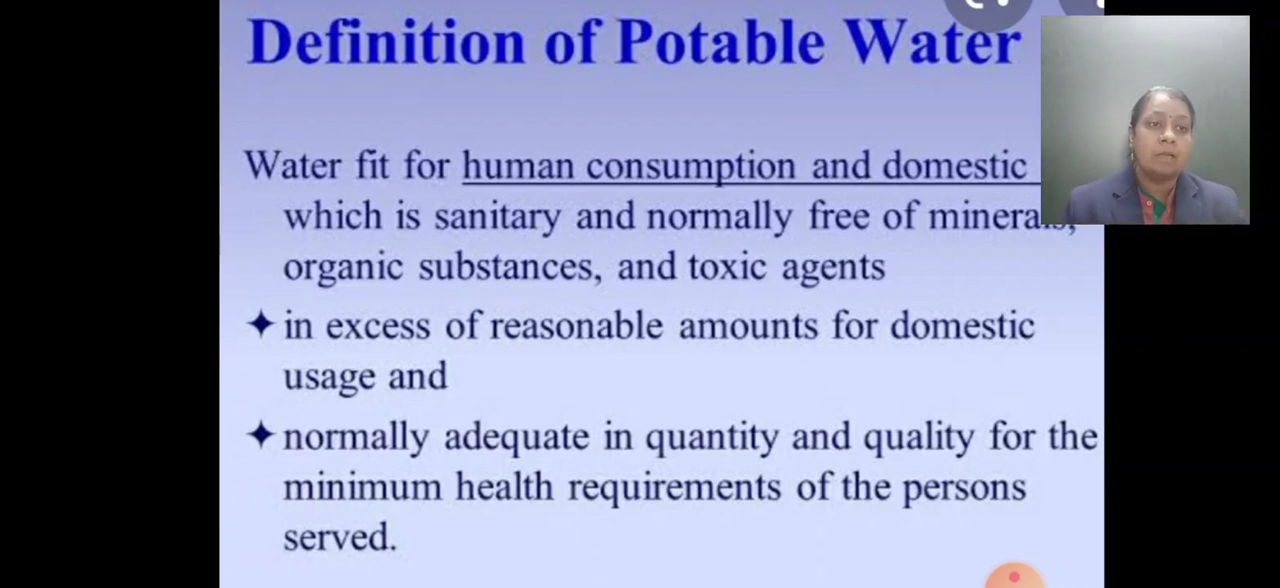 Definition of Potable Water
Water fit for human consumption and domestic
which is sanitary and normally free of minerals,
organic substances, and toxic agents
✦ in excess of reasonable amounts for domestic
usage and
✦ normally adequate in quantity and quality for the
minimum health requirements of the persons
served.